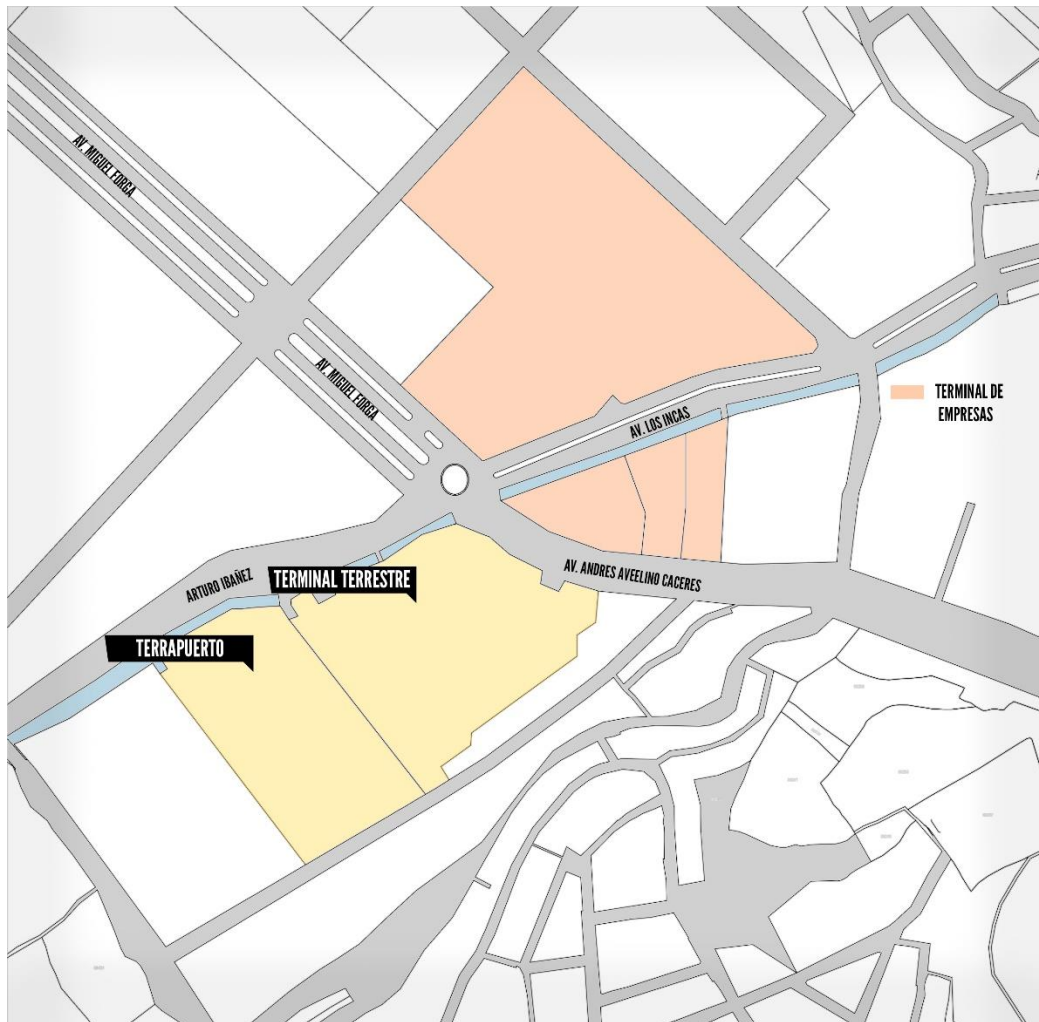 AV. MIGUEL FORGA
AV. MIGUEL FORGA
TERMINAL DE
EMPRESAS
AV. LOS INCAS
AV. ANDRES AVEELINO CACERES
ARTURO IBAÑEZ
TERMINAL TERRESTRE
TERRAPUERTO